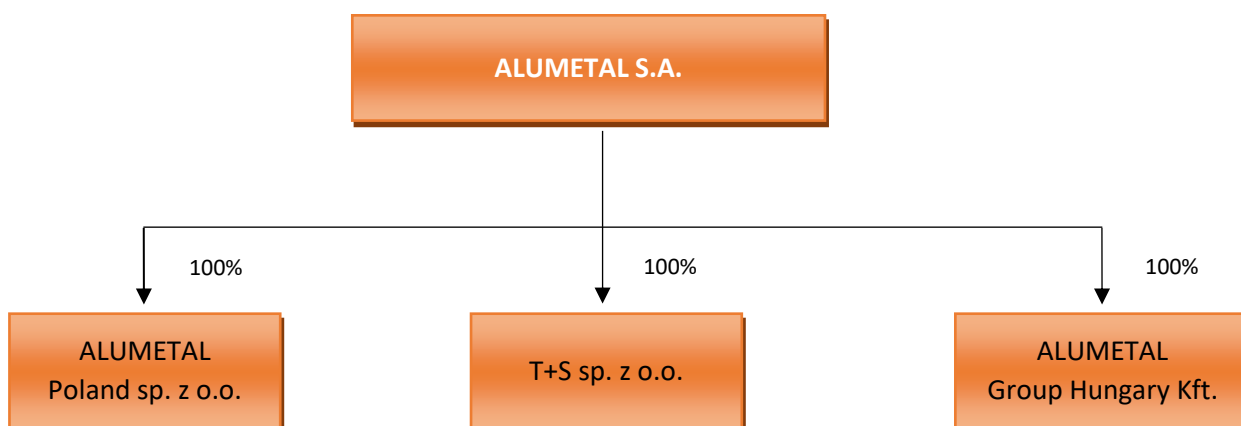 ALUMETAL S.A.
100%
100%
100%
ALUMETAL
Poland sp. z o.o.
T+S sp. z o.o.
ALUMETAL
Group Hungary Kft.